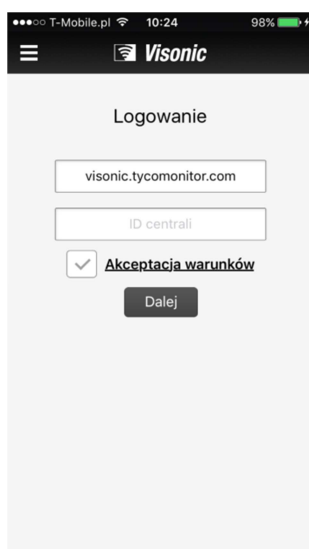 T-Mobile.pl 10:24 98%
Visonic
Logowanie
visonic.tycomonitor.com
ID centrali
Akceptacja warunków
Dalej